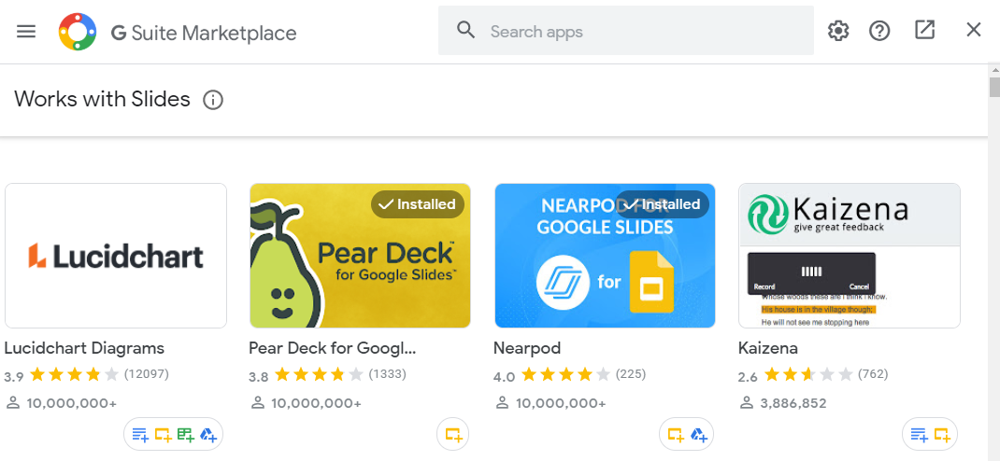 G Suite Marketplace
Search apps
Works with Slides
Lucidchart
Installed
Pear Deck™
for Google Slides™
Installed
NEARPOD FOR
GOOGLE SLIDES
for
Kaizena
give great feedback
Record
Cancel
Whose woods these are I think I know.
His house is in the village though;
He will not see me stopping here
Lucidchart Diagrams
3.9 (12097)
10,000,000+
Pear Deck for Googl...
3.8 (1333)
10,000,000+
Nearpod
4.0 (225)
10,000,000+
Kaizena
2.6 (762)
3,886,852